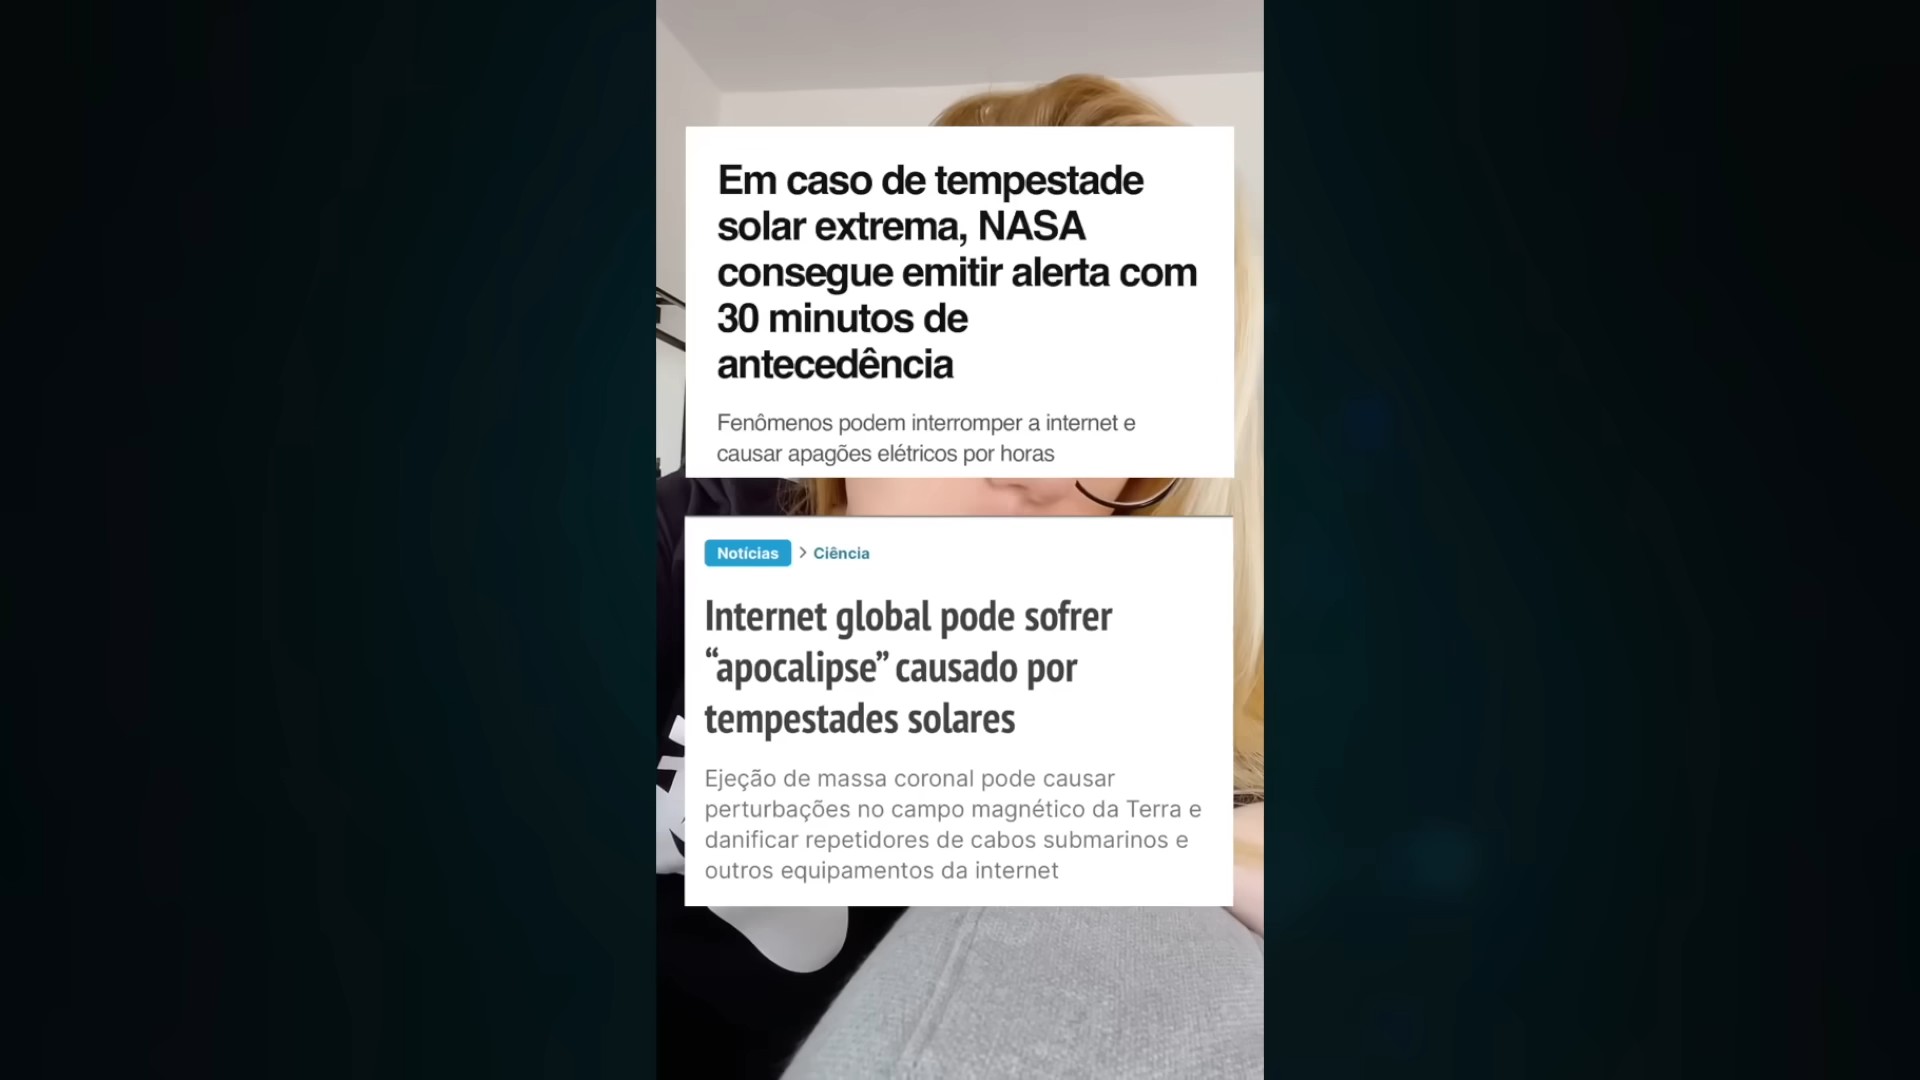 Em caso de tempestade
solar extrema, NASA
consegue emitir alerta com
30 minutos de
antecedência
Fenômenos podem interromper a internet e
causar apagões elétricos por horas
Notícias > Ciência
Internet global pode sofrer
“apocalipse” causado por
tempestades solares
Ejeção de massa coronal pode causar
perturbações no campo magnético da Terra e
danificar repetidores de cabos submarinos e
outros equipamentos da internet